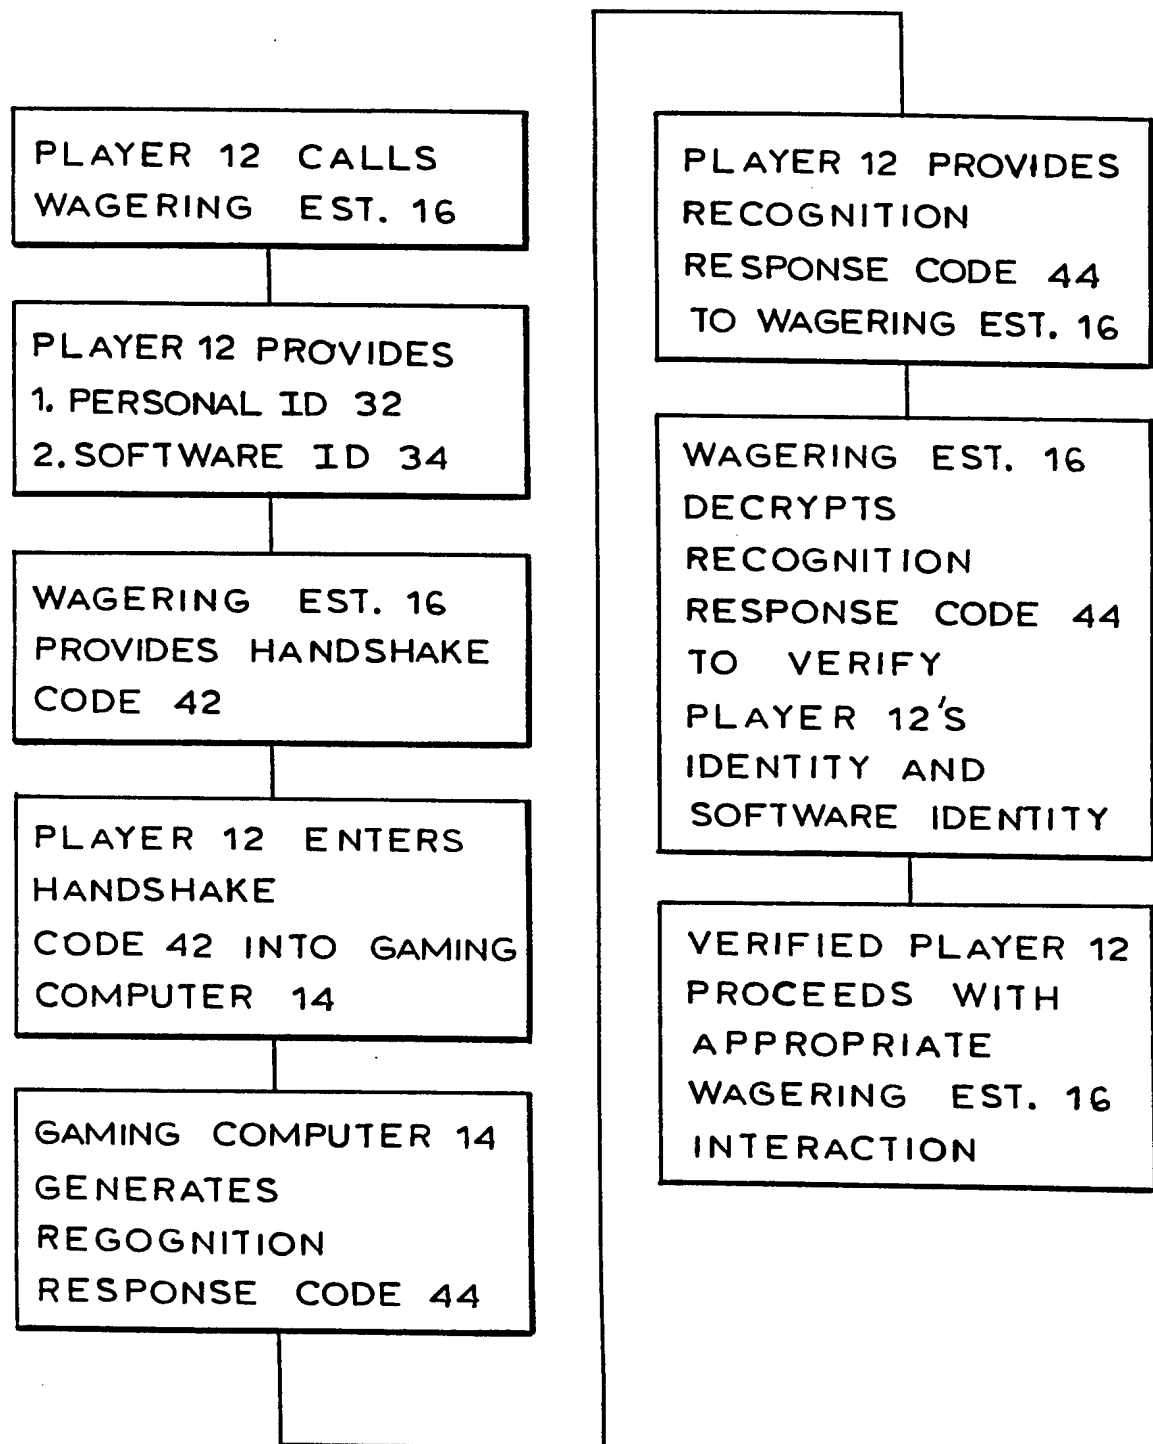 PLAYER 12 CALLS
WAGERING EST. 16
PLAYER 12 PROVIDES
1. PERSONAL ID 32
2. SOFTWARE ID 34
WAGERING EST. 16
PROVIDES HANDSHAKE
CODE 42
PLAYER 12 ENTERS
HANDSHAKE
CODE 42 INTO GAMING
COMPUTER 14
GAMING COMPUTER 14
GENERATES
REGOGNITION
RESPONSE CODE 44
PLAYER 12 PROVIDES
RECOGNITION
RESPONSE CODE 44
TO WAGERING EST. 16
WAGERING EST. 16
DECRYPTS
RECOGNITION
RESPONSE CODE 44
TO VERIFY
PLAYER 12'S
IDENTITY AND
SOFTWARE IDENTITY
VERIFIED PLAYER 12
PROCEEDS WITH
APPROPRIATE
WAGERING EST. 16
INTERACTION